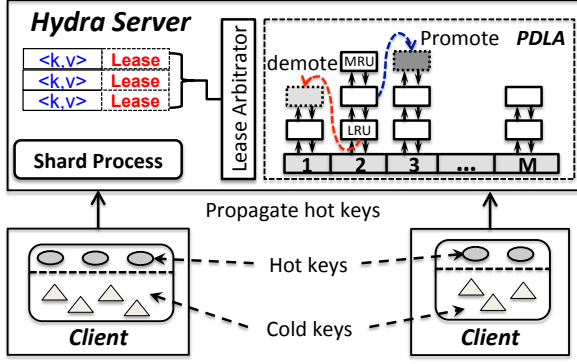 Hydra Server
<k,v> Lease
<k,v> Lease
<k,v> Lease
Shard Process
Lease Arbitrator
PDLA
Promote
demote
MRU
LRU
1 2 3 ... M
Propagate hot keys
Hot keys
Cold keys
Client
Client